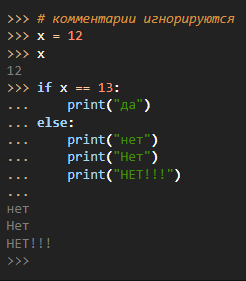 >>> # комментарии игнорируются
>>> x = 12
>>> x
12
>>> if x == 13:
...     print("да")
... else:
...     print("нет")
...     print("Нет")
...     print("НЕТ!!!")
...
нет
Нет
НЕТ!!!
>>>